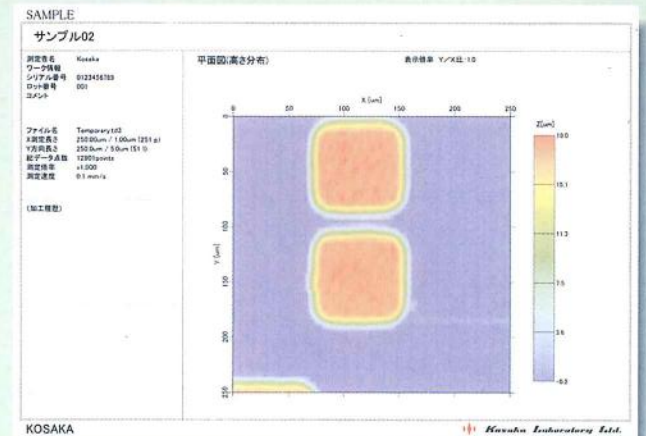 SAMPLE
サンプル02
測定者名 Kosaka
ワーク情報
シリアル番号 0123456789
ロット番号 001
コメント
ファイル名 Temporary.td3
X測定長さ 250.00um / 1.00um (251 p)
Y方向長さ 250.0um / 5.0um (51 l)
総データ点数 12801points
測定倍率 x1,000
測定速度 0.1 mm/s
(加工履歴)
平面図(高さ分布)
表示倍率 Y/X比 1.0
X [um]
0 50 100 150 200 250
Y [um]
0
50
100
150
200
250
Z[um]
19.0
15.1
11.3
7.5
3.6
KOSAKA
Kosaka Laboratory Ltd.